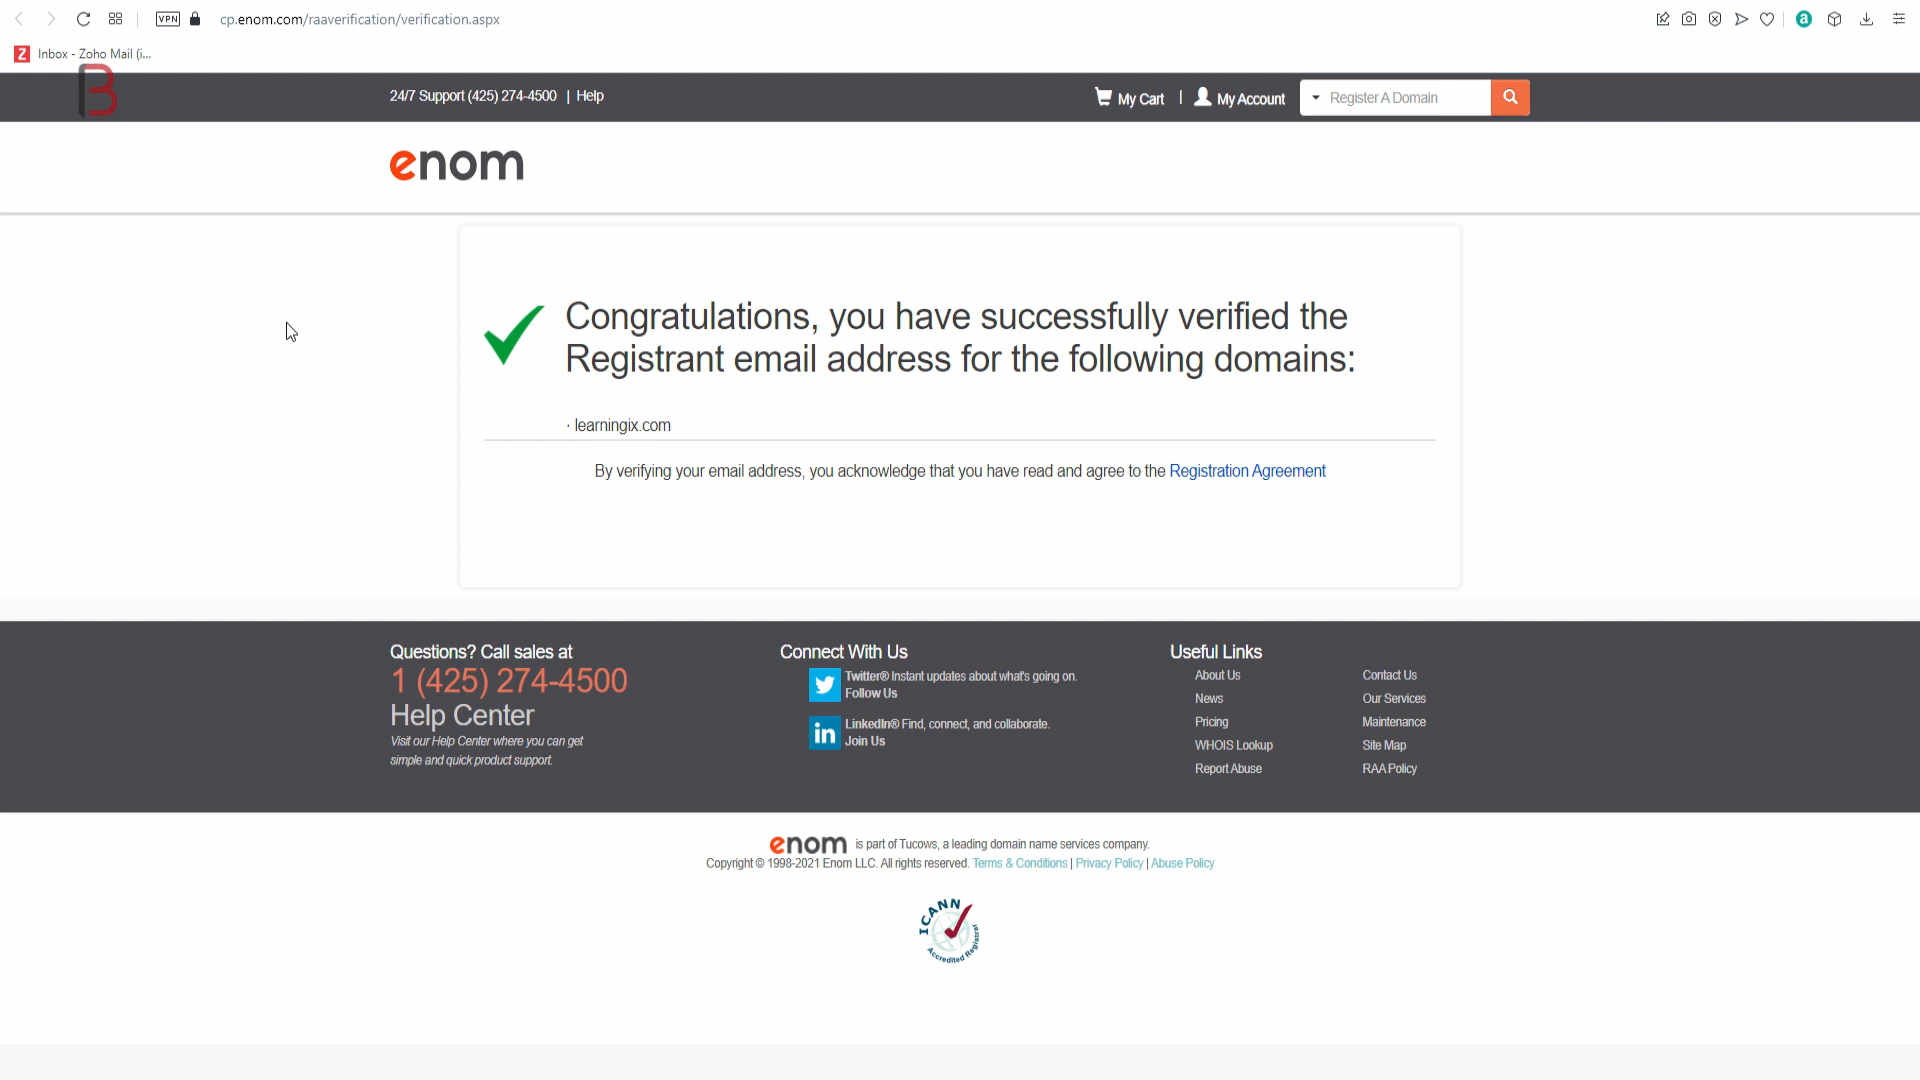 VPN
cp.enom.com/raaverification/verification.aspx
Inbox - Zoho Mail (i...
24/7 Support (425) 274-4500 | Help
My Cart | My Account
Register A Domain
enom
Congratulations, you have successfully verified the
Registrant email address for the following domains:
· learningix.com
By verifying your email address, you acknowledge that you have read and agree to the Registration Agreement
Questions? Call sales at
1 (425) 274-4500
Help Center
Visit our Help Center where you can get
simple and quick product support.
Connect With Us
Twitter® Instant updates about what's going on.
Follow Us
in
LinkedIn® Find, connect, and collaborate.
Join Us
Useful Links
About Us
News
Pricing
WHOIS Lookup
Report Abuse
Contact Us
Our Services
Maintenance
Site Map
RAA Policy
enom is part of Tucows, a leading domain name services company.
Copyright © 1998-2021 Enom LLC. All rights reserved. Terms & Conditions | Privacy Policy | Abuse Policy
ICANN
Accredited Registrar